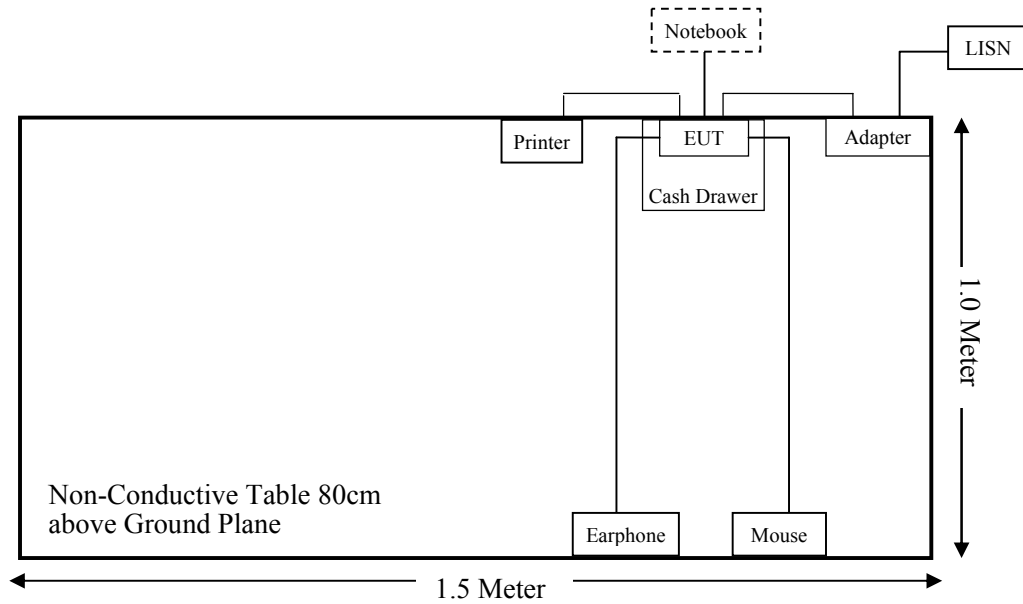 Notebook
LISN
Printer
EUT
Adapter
Cash Drawer
1.0 Meter
Non-Conductive Table 80cm
above Ground Plane
Earphone
Mouse
1.5 Meter